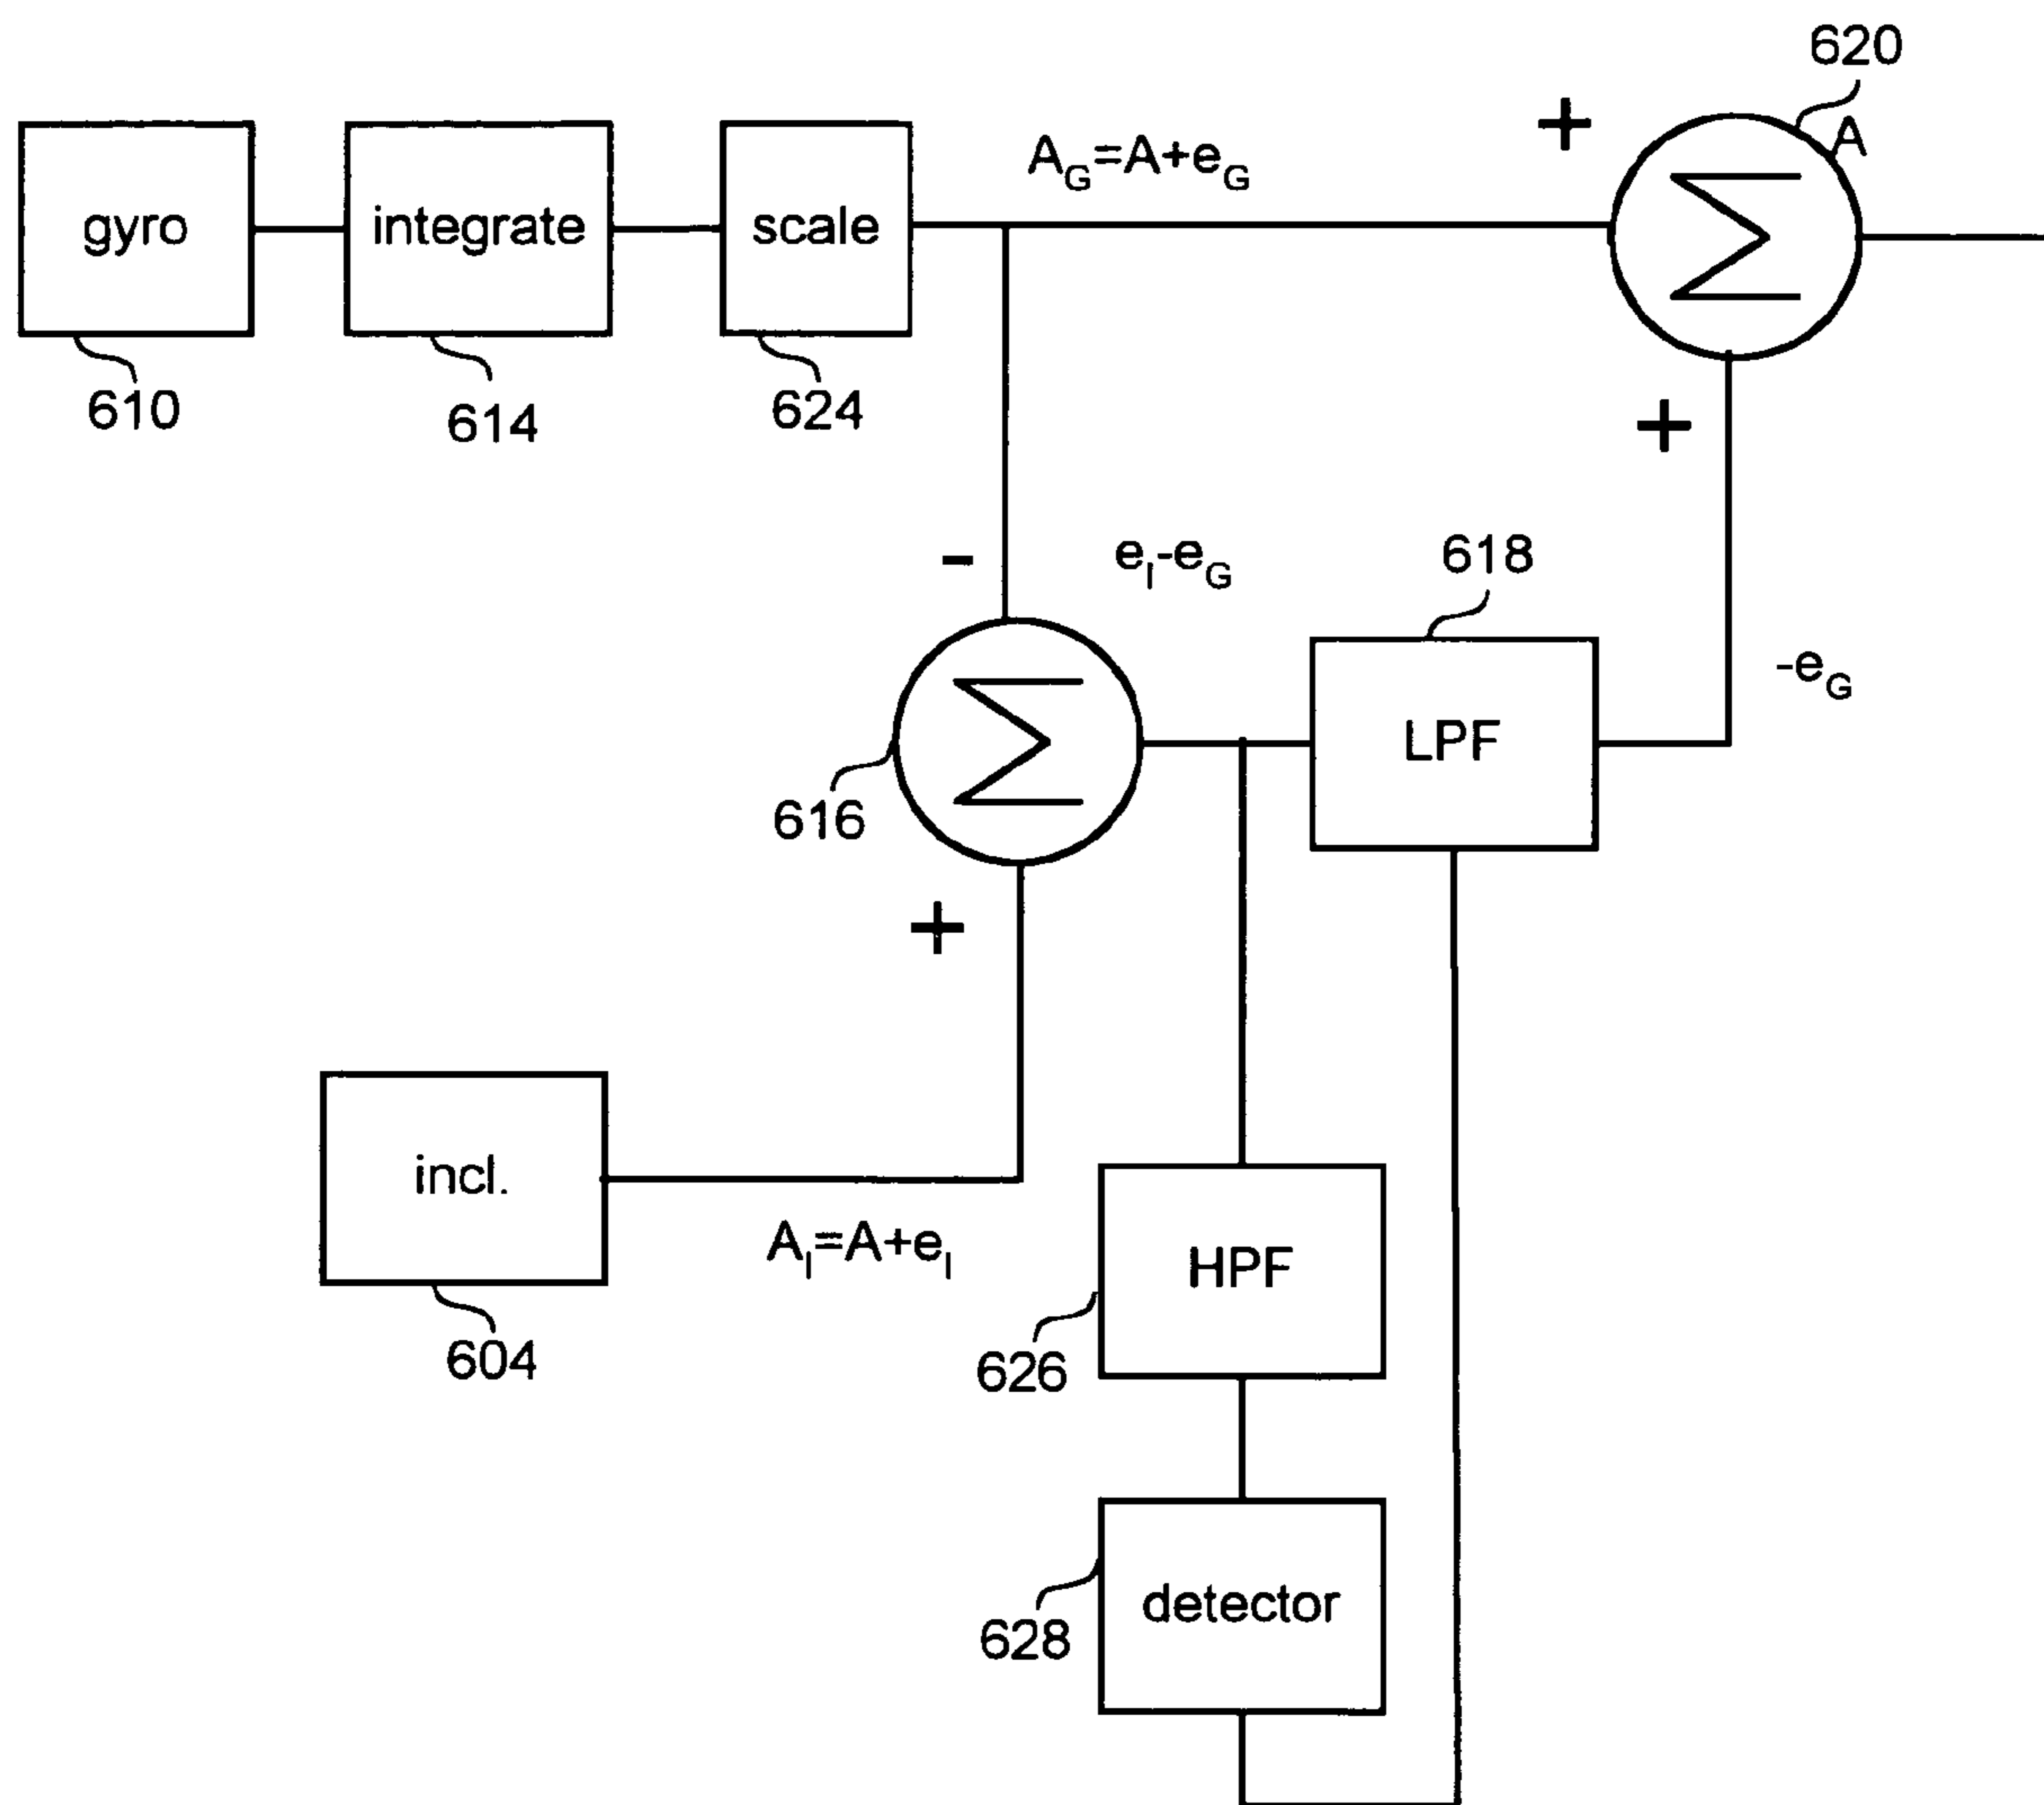 620
+
A
A_G=A+e_G
gyro
integrate
scale
Σ
610
614
624
+
-
e_I-e_G
618
-e_G
Σ
LPF
616
+
incl.
A_I=A+e_I
HPF
604
626
detector
628